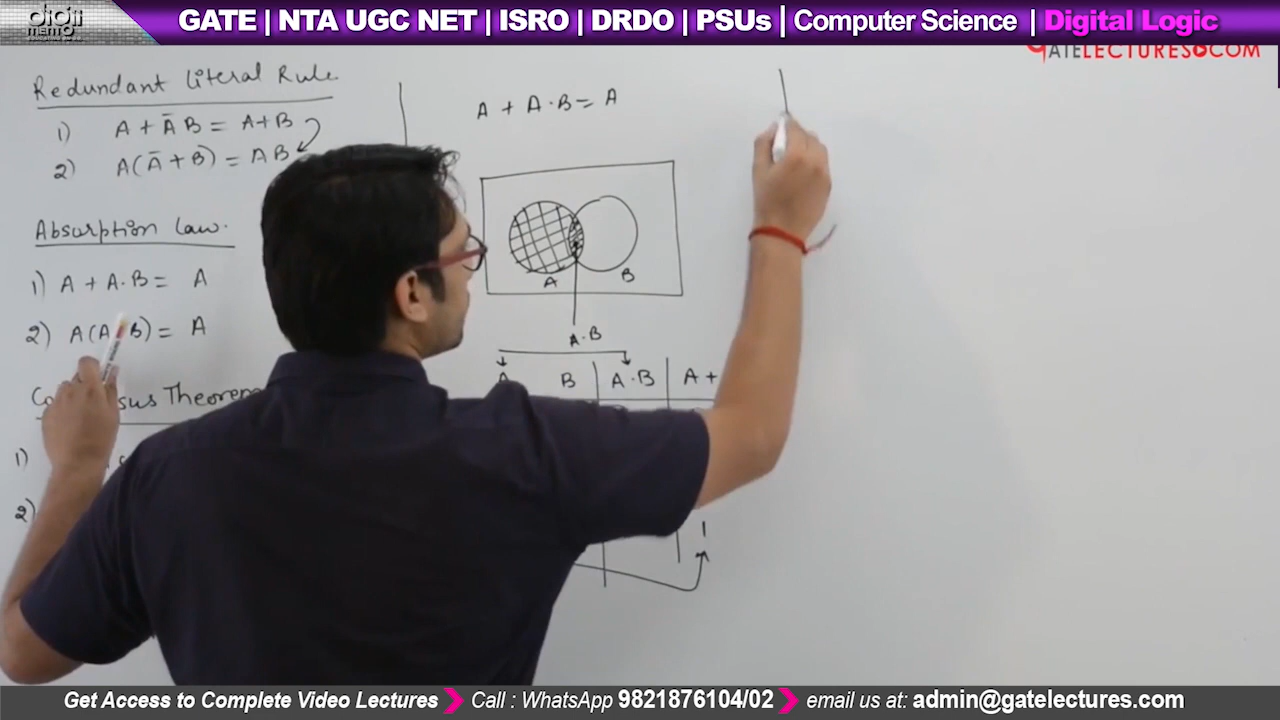 digii
mento
GATE | NTA UGC NET | ISRO | DRDO | PSUs | Computer Science | Digital Logic
GATELECTURES.COM
Redundant Literal Rule
1) A + A̅ B = A+B
2) A(A̅ + B) = AB
Absorption Law.
1) A + A·B = A
2) A(A B) = A
Theorem
1)
2)
A + A·B = A
A B
A·B
A B A·B A +
1
Get Access to Complete Video Lectures Call : WhatsApp 9821876104/02 email us at: admin@gatelectures.com